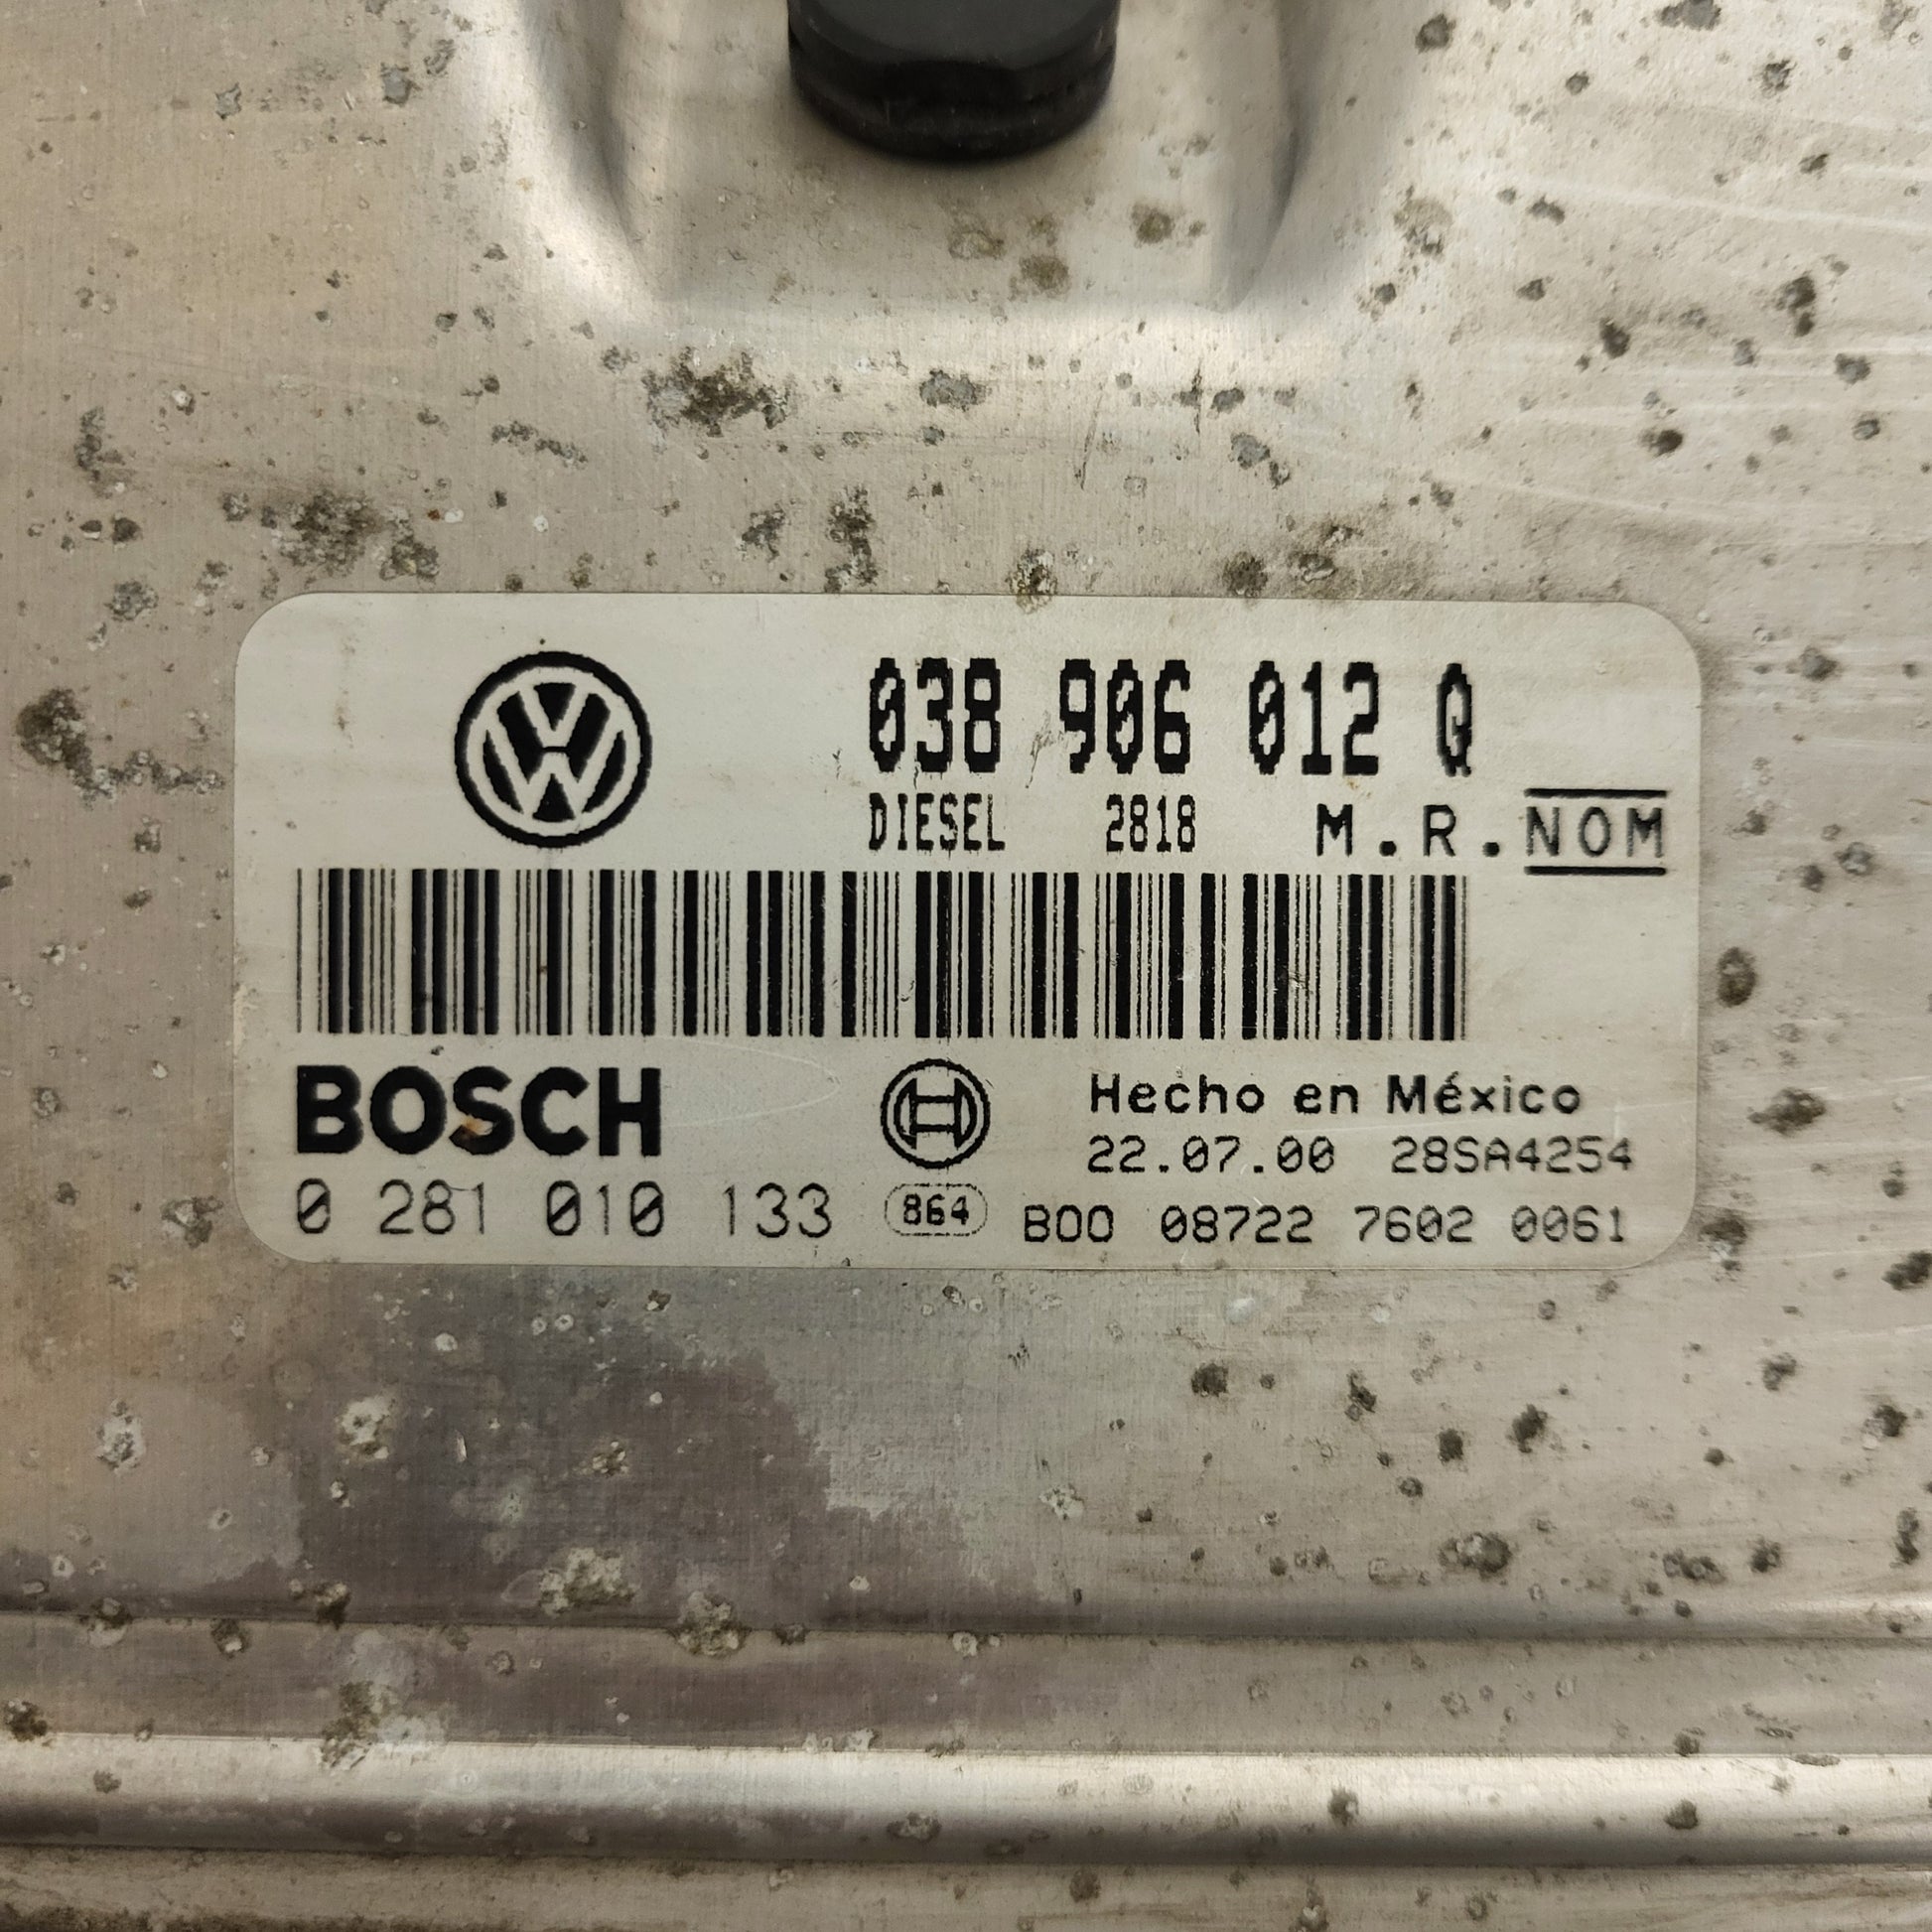 038 906 012 Q
DIESEL 2818 M.R.NOM
BOSCH
Hecho en México
22.07.00 28SA4254
0 281 010 133
864
B00 08722 7602 0061